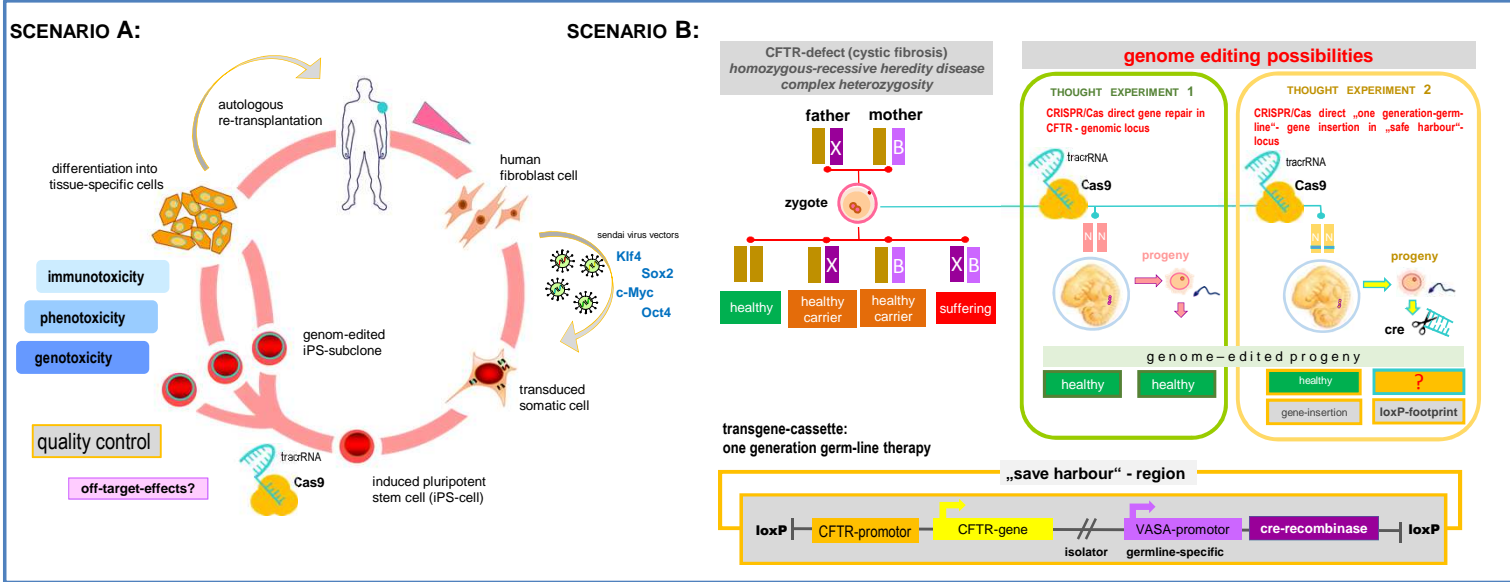 SCENARIO A:
autologous
re-transplantation
differentiation into
tissue-specific cells
human
fibroblast cell
sendai virus vectors
Klf4
Sox2
c-Myc
Oct4
immunotoxicity
phenotoxicity
genotoxicity
genom-edited
iPS-subclone
transduced
somatic cell
quality control
tracrRNA
Cas9
off-target-effects?
induced pluripotent
stem cell (iPS-cell)
SCENARIO B:
CFTR-defect (cystic fibrosis)
homozygous-recessive heredity disease
complex heterozygosity
father
mother
X
B
zygote
X
B
X B
healthy
healthy
carrier
healthy
carrier
suffering
genome editing possibilities
THOUGHT EXPERIMENT 1
CRISPR/Cas direct gene repair in
CFTR - genomic locus
tracrRNA
Cas9
N N
progeny
THOUGHT EXPERIMENT 2
CRISPR/Cas direct „one generation-germ-
line“- gene insertion in „safe harbour“-
locus
tracrRNA
Cas9
N N
progeny
cre
genome–edited progeny
healthy
healthy
healthy
?
gene-insertion
loxP-footprint
transgene-cassette:
one generation germ-line therapy
„save harbour“ - region
loxP
CFTR-promotor
CFTR-gene
isolator
VASA-promotor
germline-specific
cre-recombinase
loxP